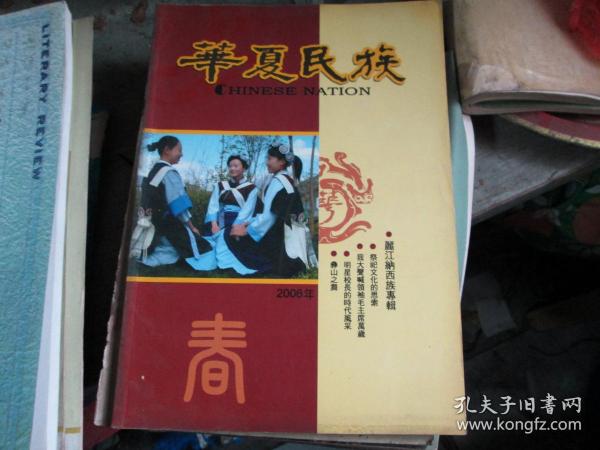 華夏民族
CHINESE NATION
麗江納西族專輯
祭祀文化的思索
我大聲喊領袖毛主席萬歲
明星校長的時代風采
彝山之淵
2006年
春
LITERARY REVIEW
孔夫子旧书网
www.kongfz.com